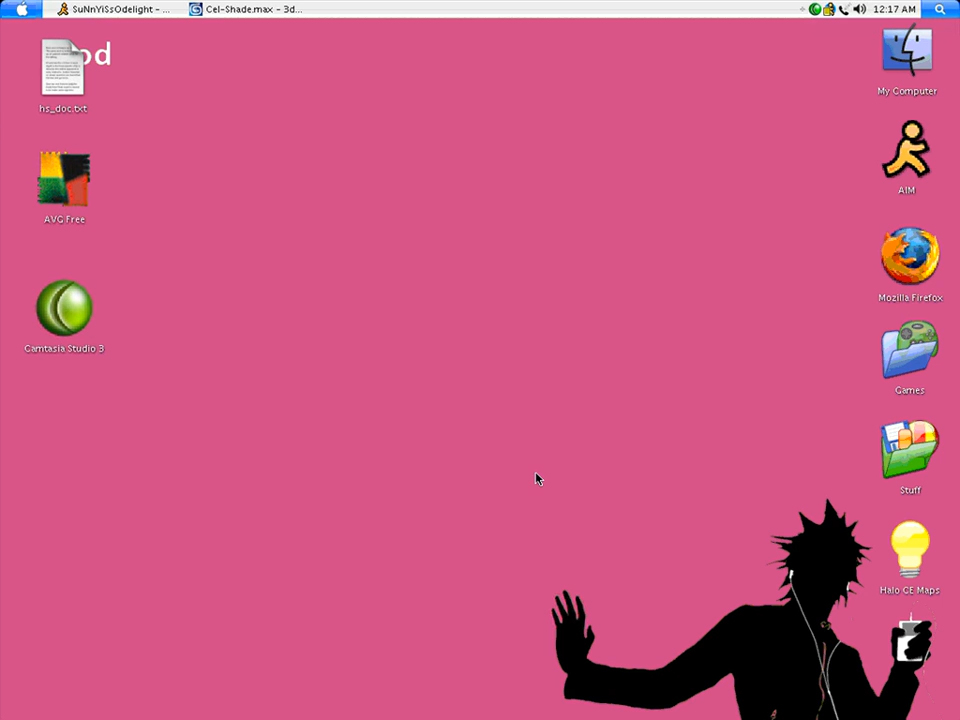 SuNnYiSsOdelight - ...
Cel-Shade.max - 3d...
12:17 AM
od
hs_doc.txt
My Computer
AVG Free
AIM
Mozilla Firefox
Camtasia Studio 3
Games
Stuff
Halo CE Maps